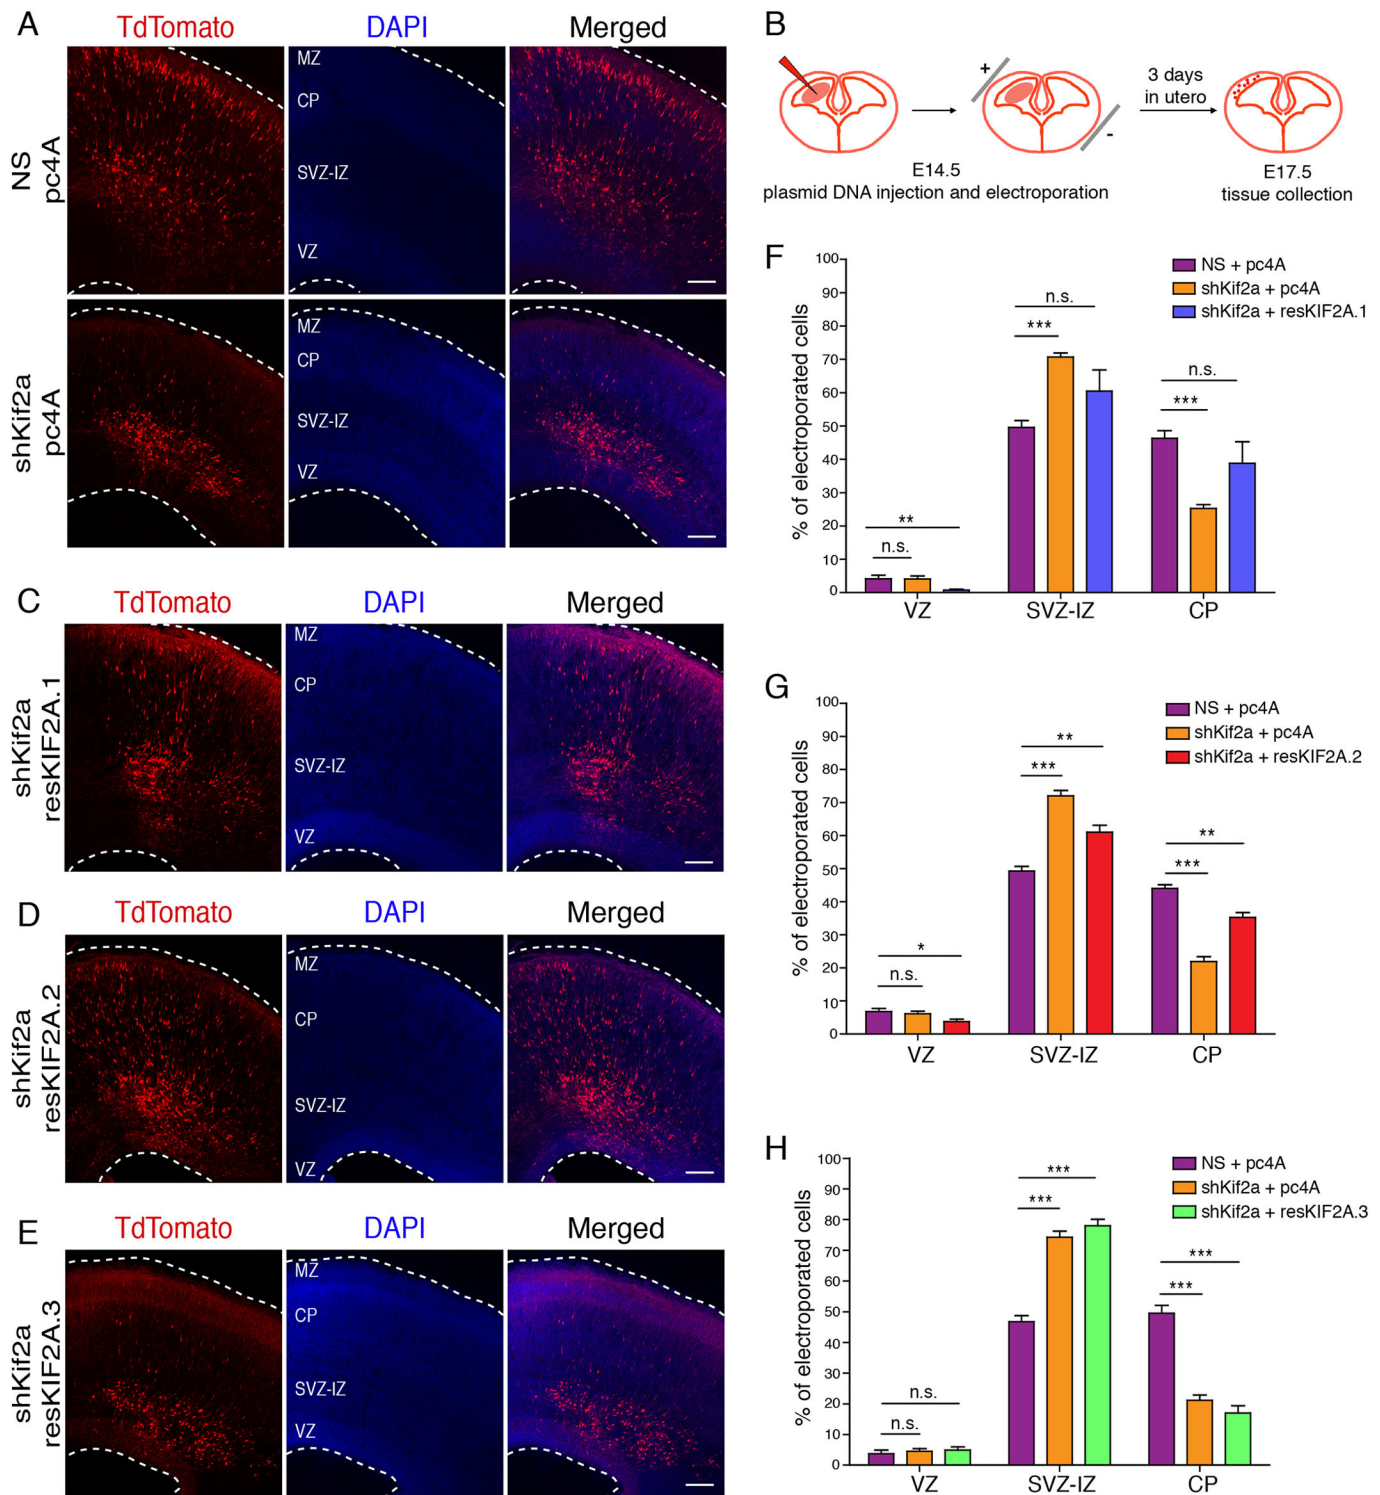 A
TdTomato
DAPI
Merged
NS
pc4A
MZ
CP
SVZ-IZ
VZ
shKif2a
pc4A
MZ
CP
SVZ-IZ
VZ
B
+
-
3 days
in utero
E14.5
plasmid DNA injection and electroporation
E17.5
tissue collection
C
TdTomato
DAPI
Merged
shKif2a
resKIF2A.1
MZ
CP
SVZ-IZ
VZ
D
TdTomato
DAPI
Merged
shKif2a
resKIF2A.2
MZ
CP
SVZ-IZ
VZ
E
TdTomato
DAPI
Merged
shKif2a
resKIF2A.3
MZ
CP
SVZ-IZ
VZ
F
% of electroporated cells
100
90
80
70
60
50
40
30
20
10
0
NS + pc4A
shKif2a + pc4A
shKif2a + resKIF2A.1
**
n.s.
n.s.
***
n.s.
***
VZ
SVZ-IZ
CP
G
% of electroporated cells
100
90
80
70
60
50
40
30
20
10
0
NS + pc4A
shKif2a + pc4A
shKif2a + resKIF2A.2
*
n.s.
**
***
**
***
VZ
SVZ-IZ
CP
H
% of electroporated cells
100
90
80
70
60
50
40
30
20
10
0
NS + pc4A
shKif2a + pc4A
shKif2a + resKIF2A.3
n.s.
n.s.
***
***
***
***
VZ
SVZ-IZ
CP